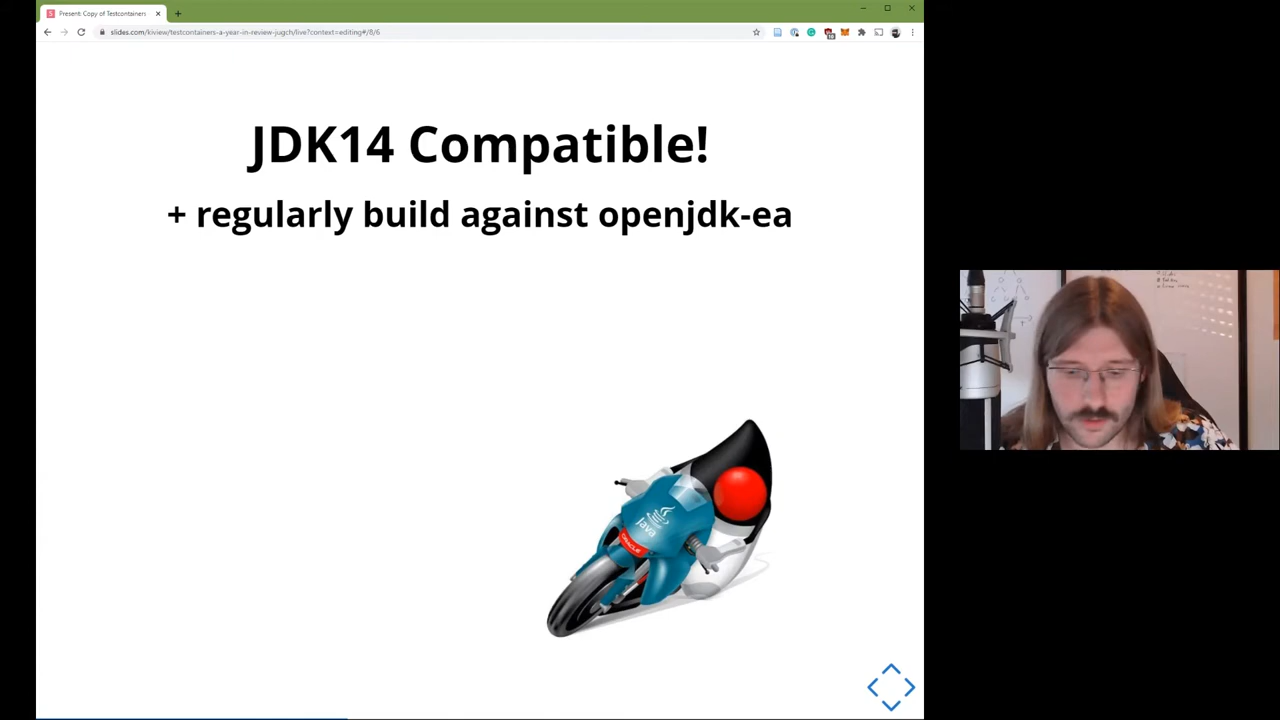 Present: Copy of Testcontainers
slides.com/kiview/testcontainers-a-year-in-review-jugch/live?context=editing#/8/6
JDK14 Compatible!
+ regularly build against openjdk-ea
Java
ORACLE